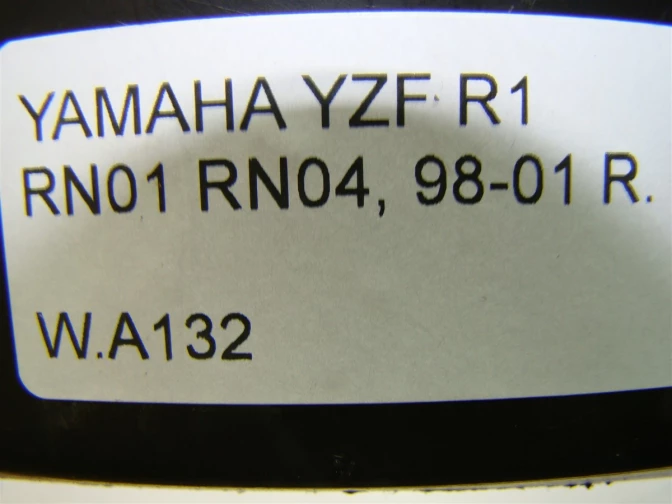 YAMAHA YZF R1
RN01 RN04, 98-01 R.
W.A132